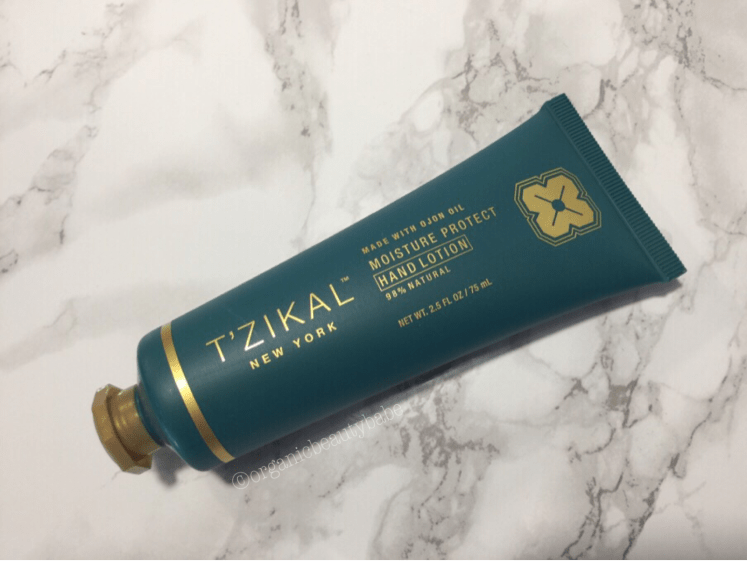 T'ZIKAL™
NEW YORK
MADE WITH OJON OIL
MOISTURE PROTECT
HAND LOTION
98% NATURAL
NET WT. 2.5 FL OZ / 75 mL
©organicbeautybabe